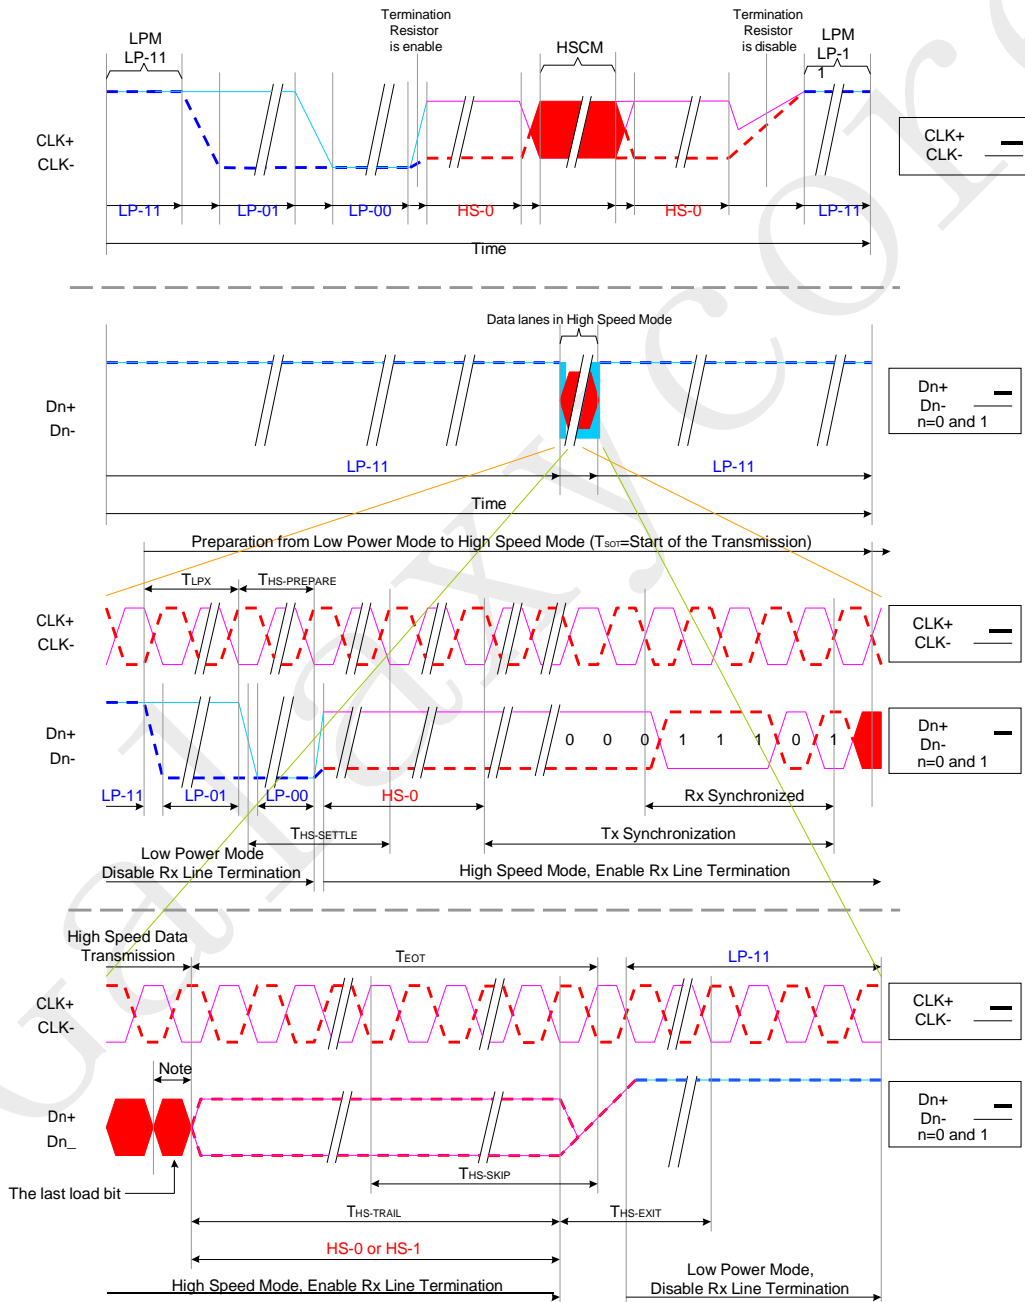 Termination
Resistor
is enable
Termination
Resistor
is disable
LPM
LP-11
HSCM
LPM
LP-1
1
CLK+
CLK-
CLK+
CLK-
LP-11
LP-01
LP-00
HS-0
HS-0
LP-11
Time
Data lanes in High Speed Mode
Dn+
Dn-
Dn+
Dn-
n=0 and 1
LP-11
LP-11
Time
Preparation from Low Power Mode to High Speed Mode (TSOT=Start of the Transmission)
TLPX
THS-PREPARE
CLK+
CLK-
CLK+
CLK-
Dn+
Dn-
0 0 0 1 1 1 0 1
Dn+
Dn-
n=0 and 1
LP-11
LP-01
LP-00
HS-0
Rx Synchronized
THS-SETTLE
Tx Synchronization
Low Power Mode
Disable Rx Line Termination
High Speed Mode, Enable Rx Line Termination
High Speed Data
Transmission
TEOT
LP-11
CLK+
CLK-
CLK+
CLK-
Note
Dn+
Dn_
Dn+
Dn-
n=0 and 1
THS-SKIP
The last load bit
THS-TRAIL
THS-EXIT
HS-0 or HS-1
High Speed Mode, Enable Rx Line Termination
Low Power Mode,
Disable Rx Line Termination